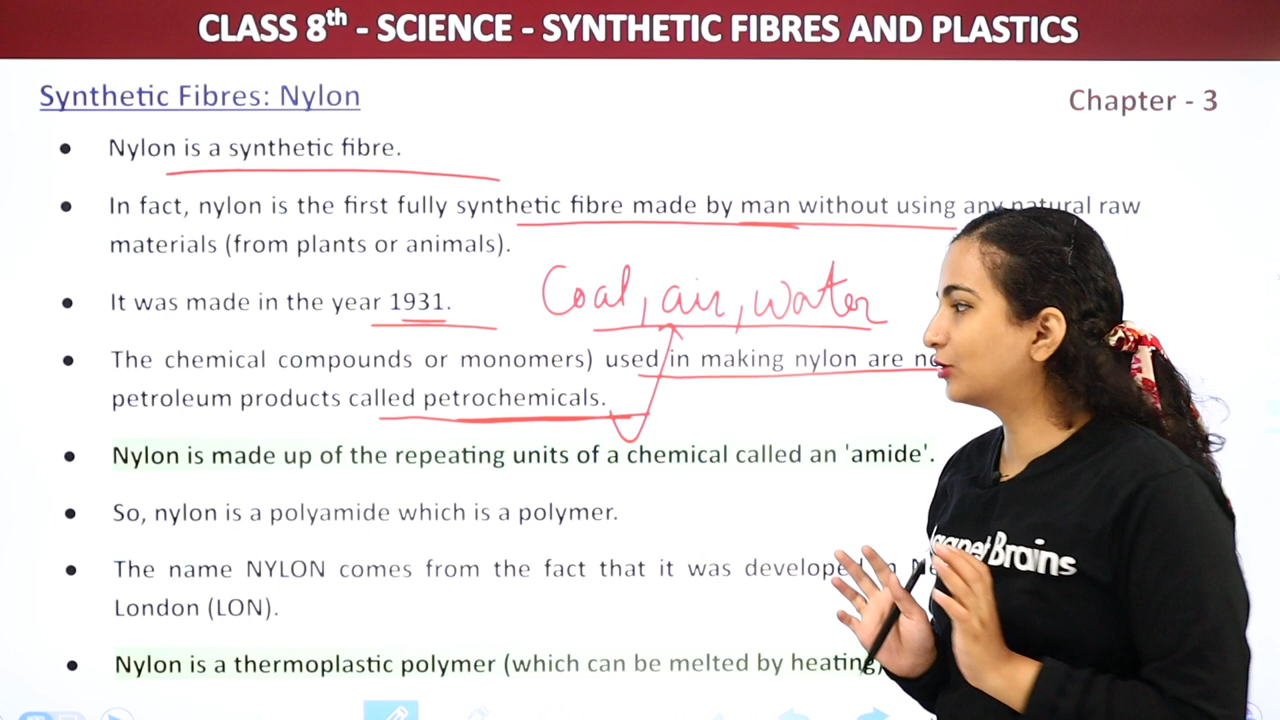 CLASS 8th - SCIENCE - SYNTHETIC FIBRES AND PLASTICS
Synthetic Fibres: Nylon
Chapter - 3
• Nylon is a synthetic fibre.
• In fact, nylon is the first fully synthetic fibre made by man without using any natural raw
materials (from plants or animals).
• It was made in the year 1931.
Coal, air, water
• The chemical compounds or monomers) used in making nylon are
petroleum products called petrochemicals.
• Nylon is made up of the repeating units of a chemical called an 'amide'.
• So, nylon is a polyamide which is a polymer.
• The name NYLON comes from the fact that it was developed
London (LON).
• Nylon is a thermoplastic polymer (which can be melted by heating)
Brains